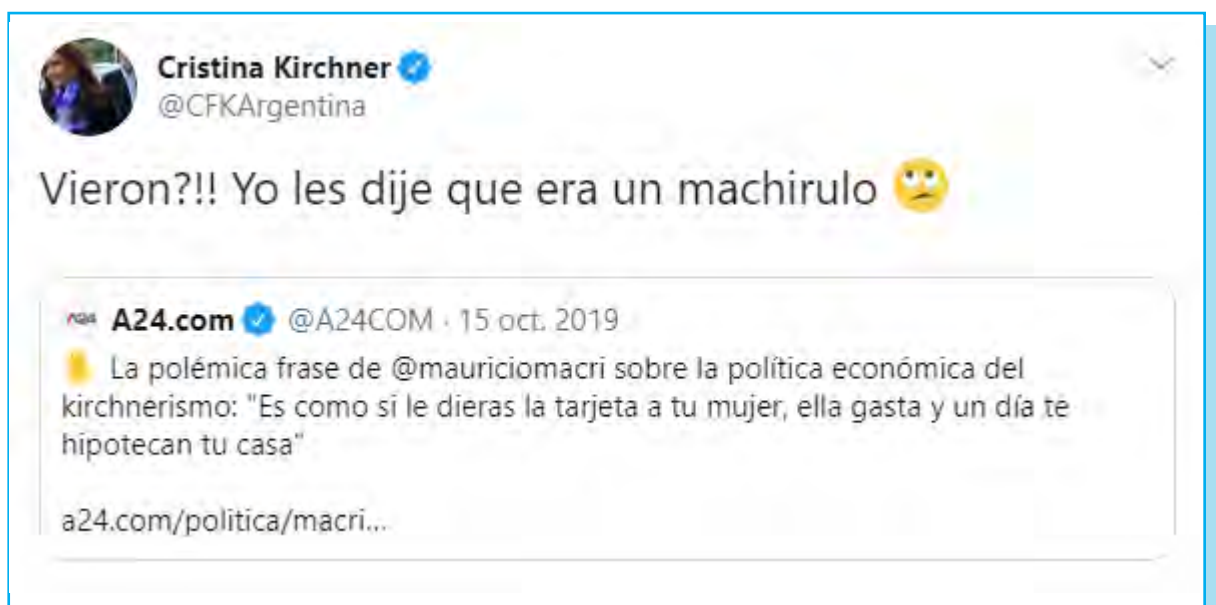 Cristina Kirchner
@CFKArgentina
Vieron?!! Yo les dije que era un machirulo 🙄
A24 A24.com @A24COM · 15 oct. 2019
La polémica frase de @mauriciomacri sobre la política económica del
kirchnerismo: "Es como si le dieras la tarjeta a tu mujer, ella gasta y un día te
hipotecan tu casa"
a24.com/politica/macri...